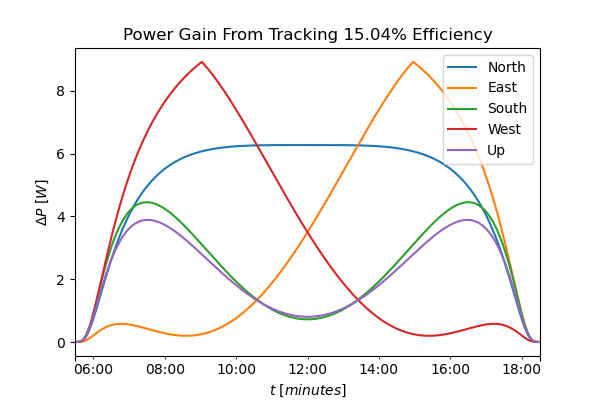 Power Gain From Tracking 15.04% Efficiency
ΔP [W]
8
6
4
2
0
North
East
South
West
Up
06:00 08:00 10:00 12:00 14:00 16:00 18:00
t [minutes]